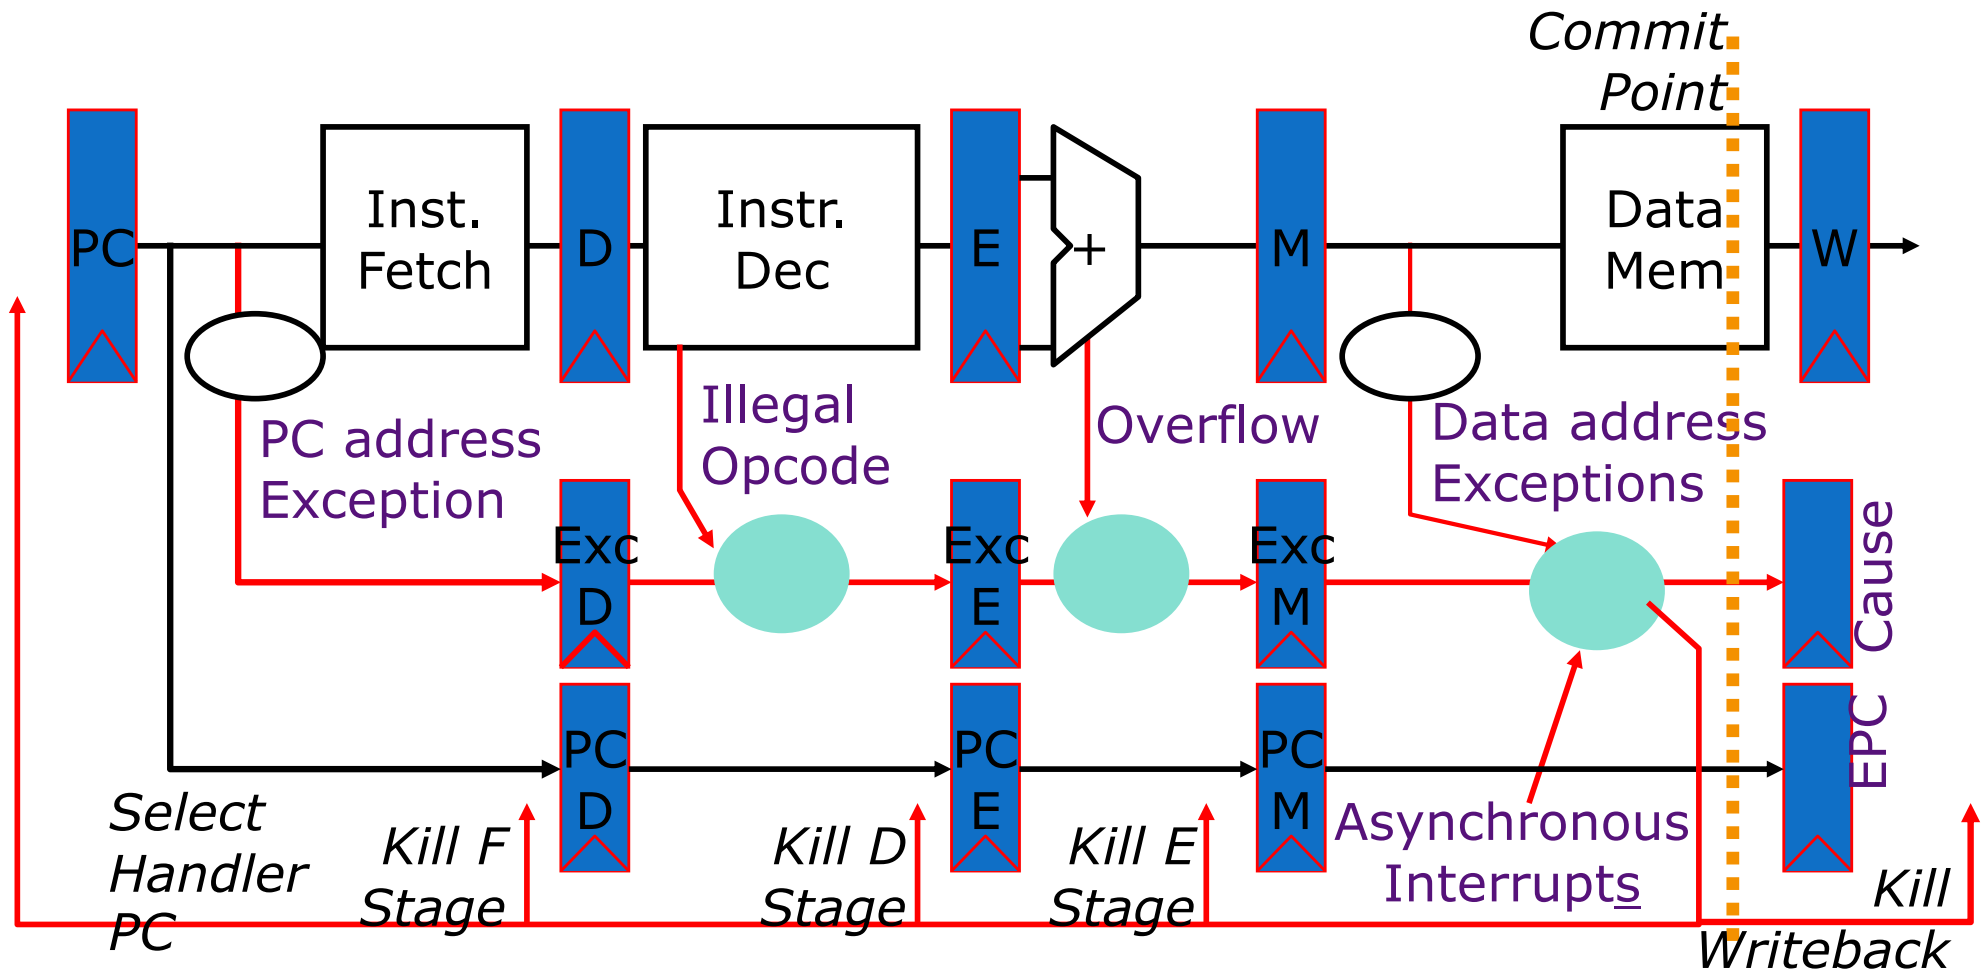 Commit
Point
PC
Inst.
Fetch
D
Instr.
Dec
E
+
M
Data
Mem
W
PC address
Exception
Illegal
Opcode
Overflow
Data address
Exceptions
Exc
D
Exc
E
Exc
M
Cause
PC
D
PC
E
PC
M
EPC
Select
Handler
PC
Kill F
Stage
Kill D
Stage
Kill E
Stage
Asynchronous
Interrupts
Kill
Writeback